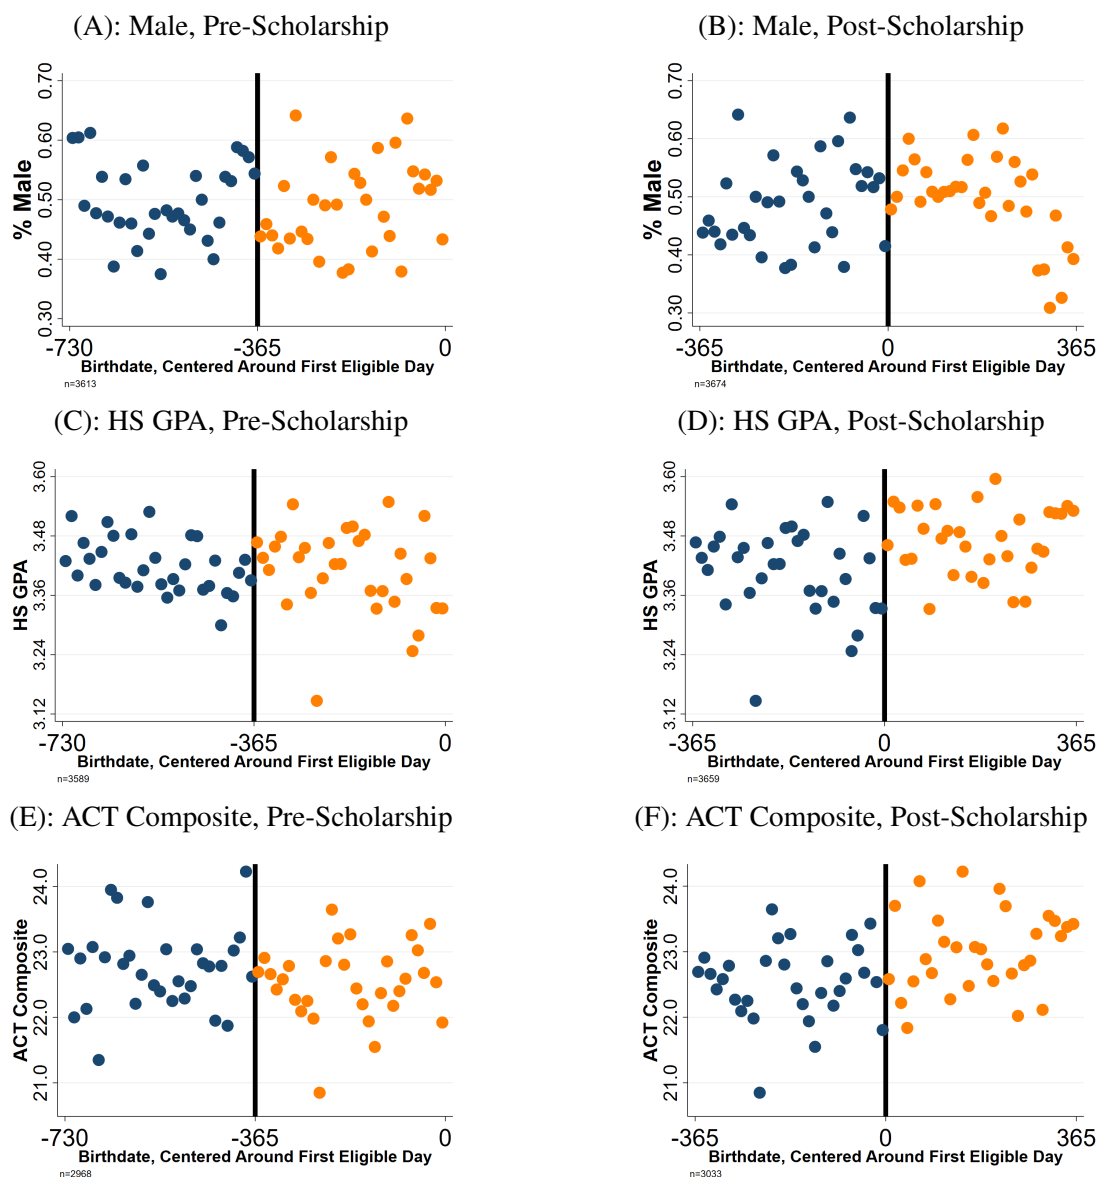 (A): Male, Pre-Scholarship
% Male
0.70
0.60
0.50
0.40
0.30
-730 -365 0
Birthdate, Centered Around First Eligible Day
n=3613
(B): Male, Post-Scholarship
% Male
0.70
0.60
0.50
0.40
0.30
-365 0 365
Birthdate, Centered Around First Eligible Day
n=3674
(C): HS GPA, Pre-Scholarship
HS GPA
3.60
3.48
3.36
3.24
3.12
-730 -365 0
Birthdate, Centered Around First Eligible Day
n=3589
(D): HS GPA, Post-Scholarship
HS GPA
3.60
3.48
3.36
3.24
3.12
-365 0 365
Birthdate, Centered Around First Eligible Day
n=3659
(E): ACT Composite, Pre-Scholarship
ACT Composite
24.0
23.0
22.0
21.0
-730 -365 0
Birthdate, Centered Around First Eligible Day
n=2968
(F): ACT Composite, Post-Scholarship
ACT Composite
24.0
23.0
22.0
21.0
-365 0 365
Birthdate, Centered Around First Eligible Day
n=3033